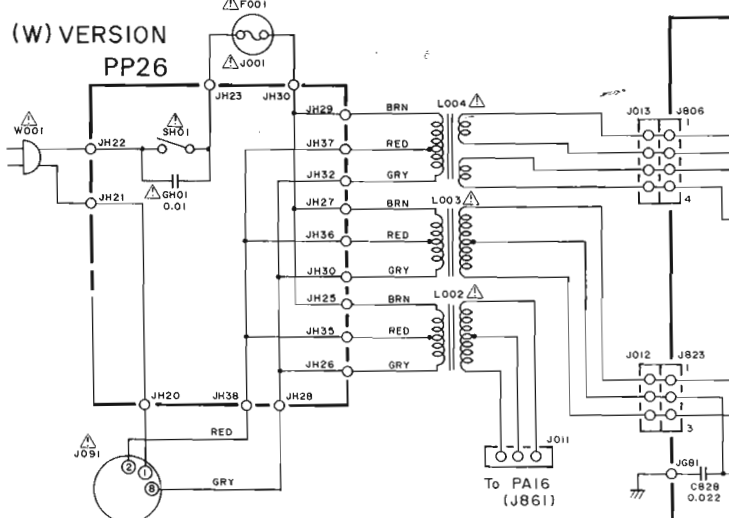 F001
(W) VERSION
PP26
J001
JH23
JH30
W001
JH22
SH01
GH01
0.01
JH21
JH29
BRN
L004
JH37
RED
JH32
GRY
JH27
BRN
L003
JH36
RED
JH30
GRY
JH25
BRN
L002
JH35
RED
JH26
GRY
J013
J806
1
4
J012
J823
1
3
JH20
JH38
JH28
RED
J091
2
1
8
GRY
J011
To PA16
(J861)
JG81
C828
0.022